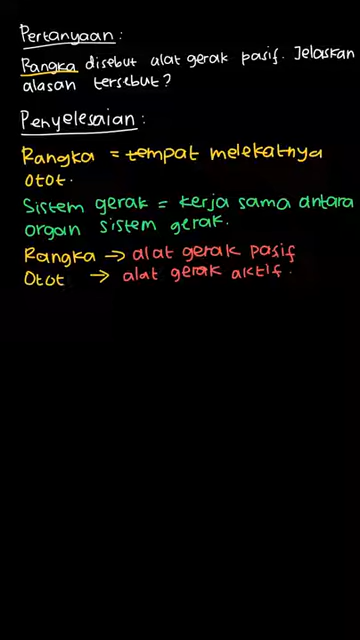 Pertanyaan :
Rangka disebut alat gerak pasif. Jelaskan
alasan tersebut?
Penyelesaian :
Rangka = tempat melekatnya
otot.
Sistem gerak = kerja sama antara
organ sistem gerak.
Rangka → alat gerak pasif
Otot → alat gerak aktif.